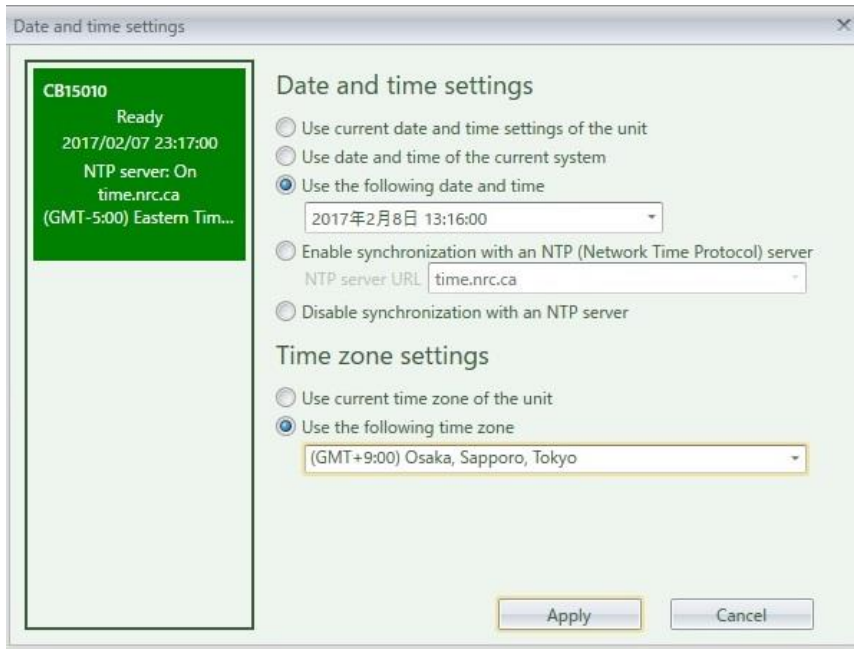 Date and time settings
CB15010
Ready
2017/02/07 23:17:00
NTP server: On
time.nrc.ca
(GMT-5:00) Eastern Tim...
Date and time settings
Use current date and time settings of the unit
Use date and time of the current system
Use the following date and time
2017年2月8日 13:16:00
Enable synchronization with an NTP (Network Time Protocol) server
NTP server URL time.nrc.ca
Disable synchronization with an NTP server
Time zone settings
Use current time zone of the unit
Use the following time zone
(GMT+9:00) Osaka, Sapporo, Tokyo
Apply Cancel